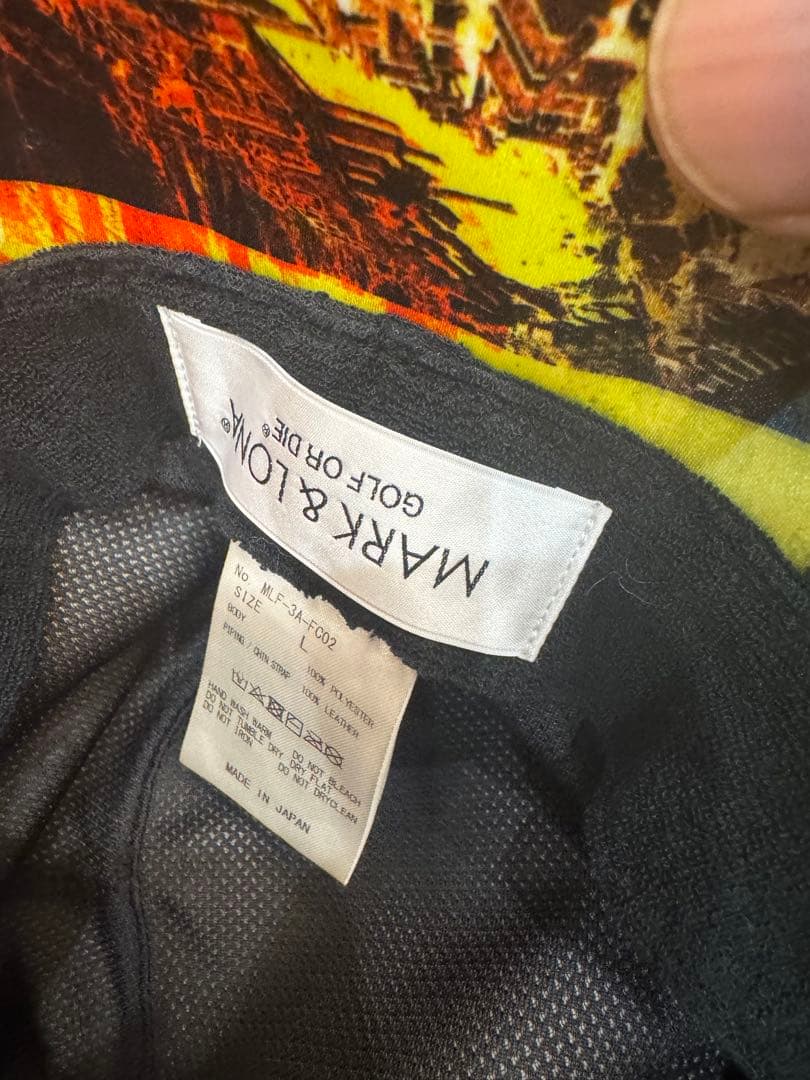 MARK & LONA®
GOLF OR DIE®
No MLF-3A-FC02
SIZE L
BODY 100% POLYESTER
PIPING / CHIN STRAP 100% LEATHER
HAND WASH WARM DO NOT BLEACH
DO NOT TUMBLE DRY, DRY FLAT
DO NOT IRON DO NOT DRYCLEAN
MADE IN JAPAN